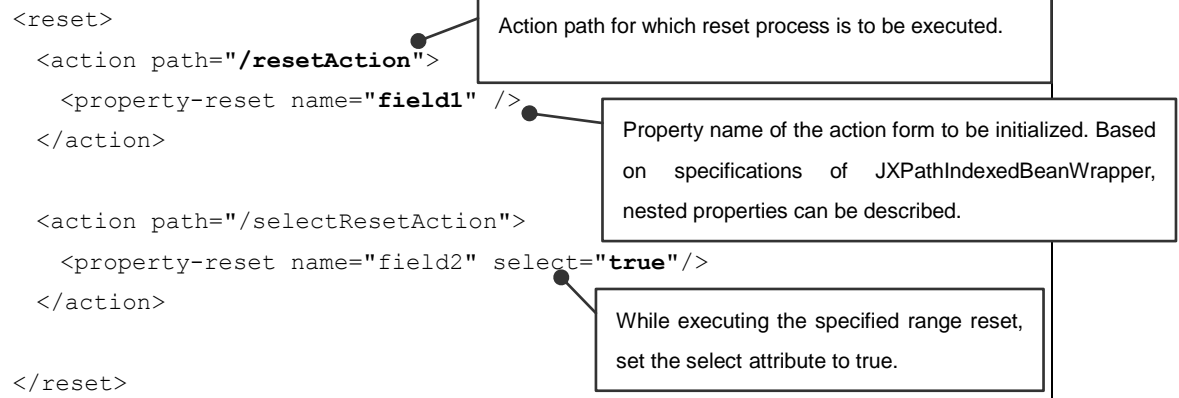 <reset>
Action path for which reset process is to be executed.
<action path="/resetAction">
<property-reset name="field1" />
Property name of the action form to be initialized. Based
on specifications of JXPathIndexedBeanWrapper,
nested properties can be described.
</action>
<action path="/selectResetAction">
<property-reset name="field2" select="true"/>
While executing the specified range reset,
set the select attribute to true.
</action>
</reset>